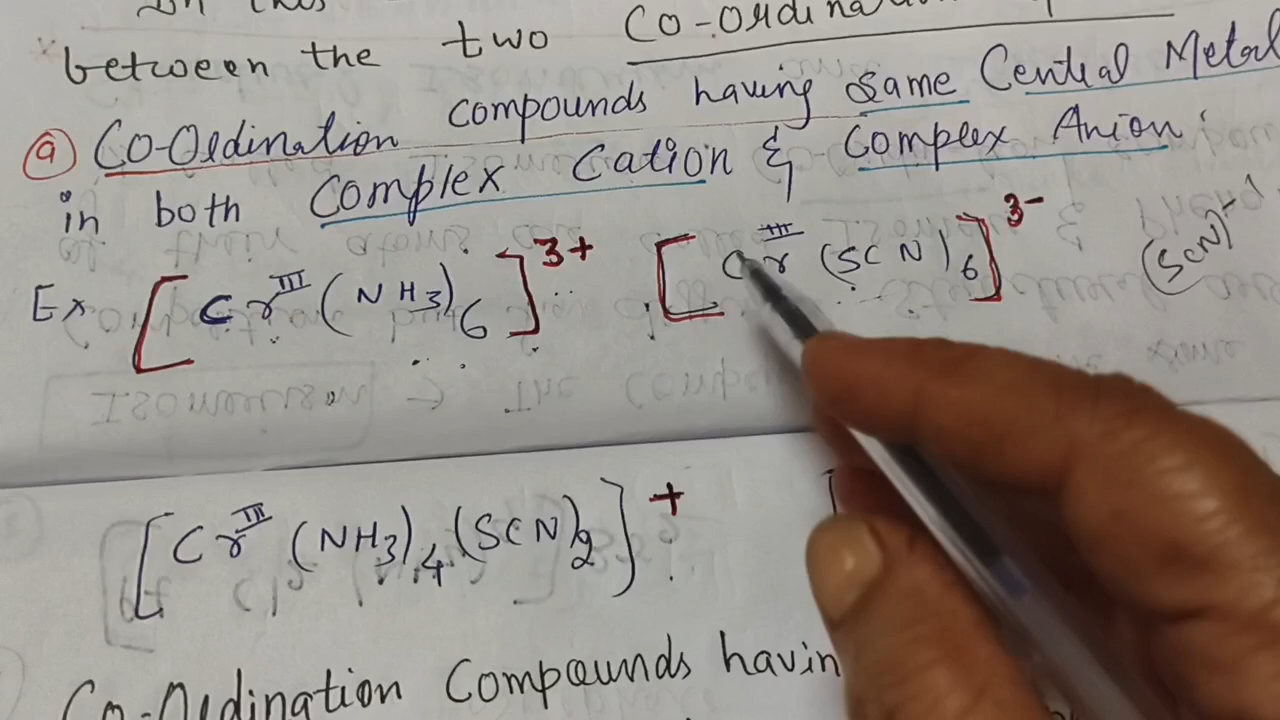 between the two Co-Ordina
ⓐ Co-Ordination compounds having same Central Metal
in both Complex Cation & Complex Anion.
Ex [Cr^III(NH3)6]^3+ [Cr^III(SCN)6]^3- (SCN)^-
[Cr^III(NH3)4(SCN)2]^+ [
Co-Ordination Compounds havin